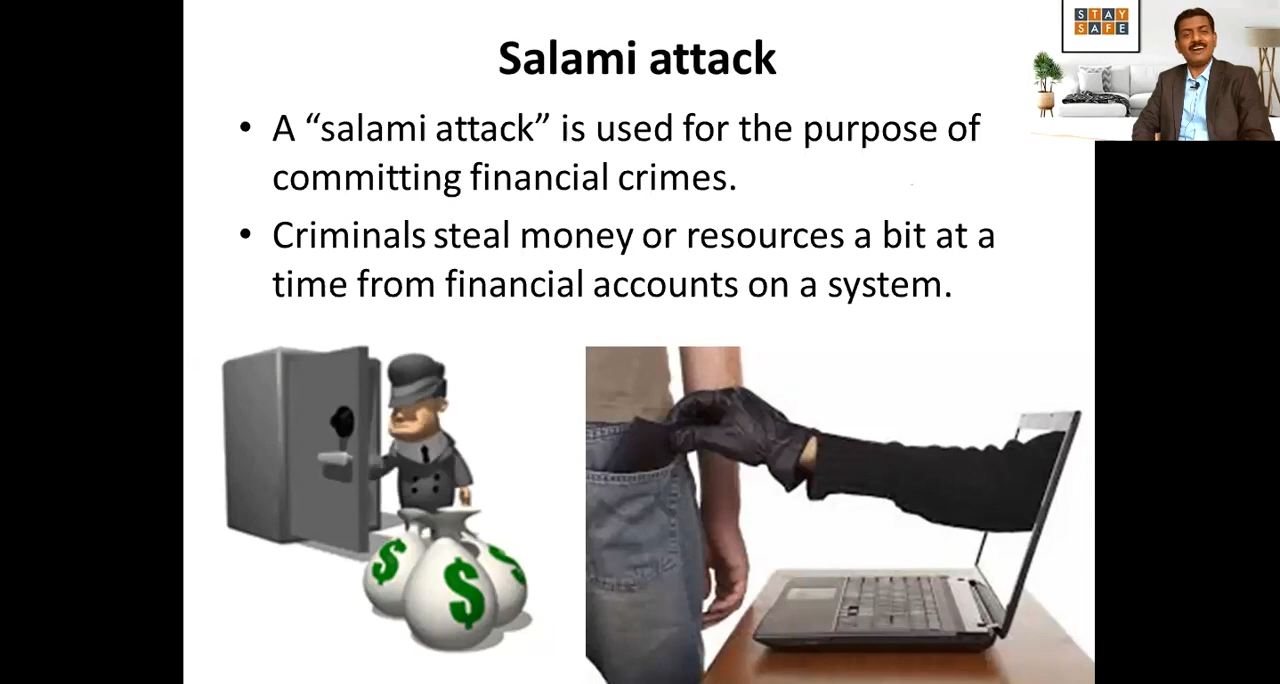 Salami attack
• A “salami attack” is used for the purpose of
committing financial crimes.
• Criminals steal money or resources a bit at a
time from financial accounts on a system.
STAY
SAFE
$
$
$